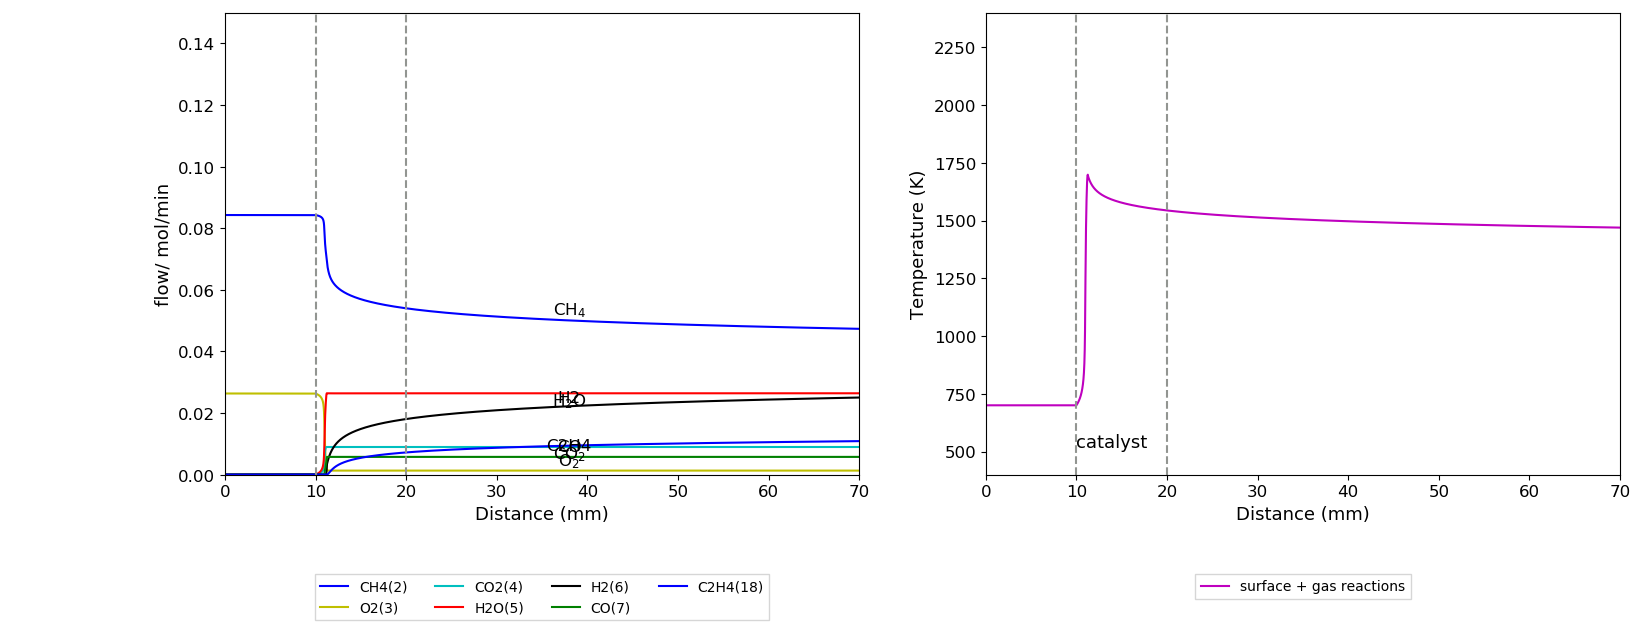 0.14
0.12
0.10
0.08
0.06
0.04
0.02
0.00
flow/ mol/min
CH₄
H2
H₂O
C2H4
CO
CO₂
O₂
0 10 20 30 40 50 60 70
Distance (mm)
CH4(2) CO2(4) H2(6) C2H4(18)
O2(3) H2O(5) CO(7)
2250
2000
1750
1500
1250
1000
750
500
Temperature (K)
catalyst
0 10 20 30 40 50 60 70
Distance (mm)
surface + gas reactions